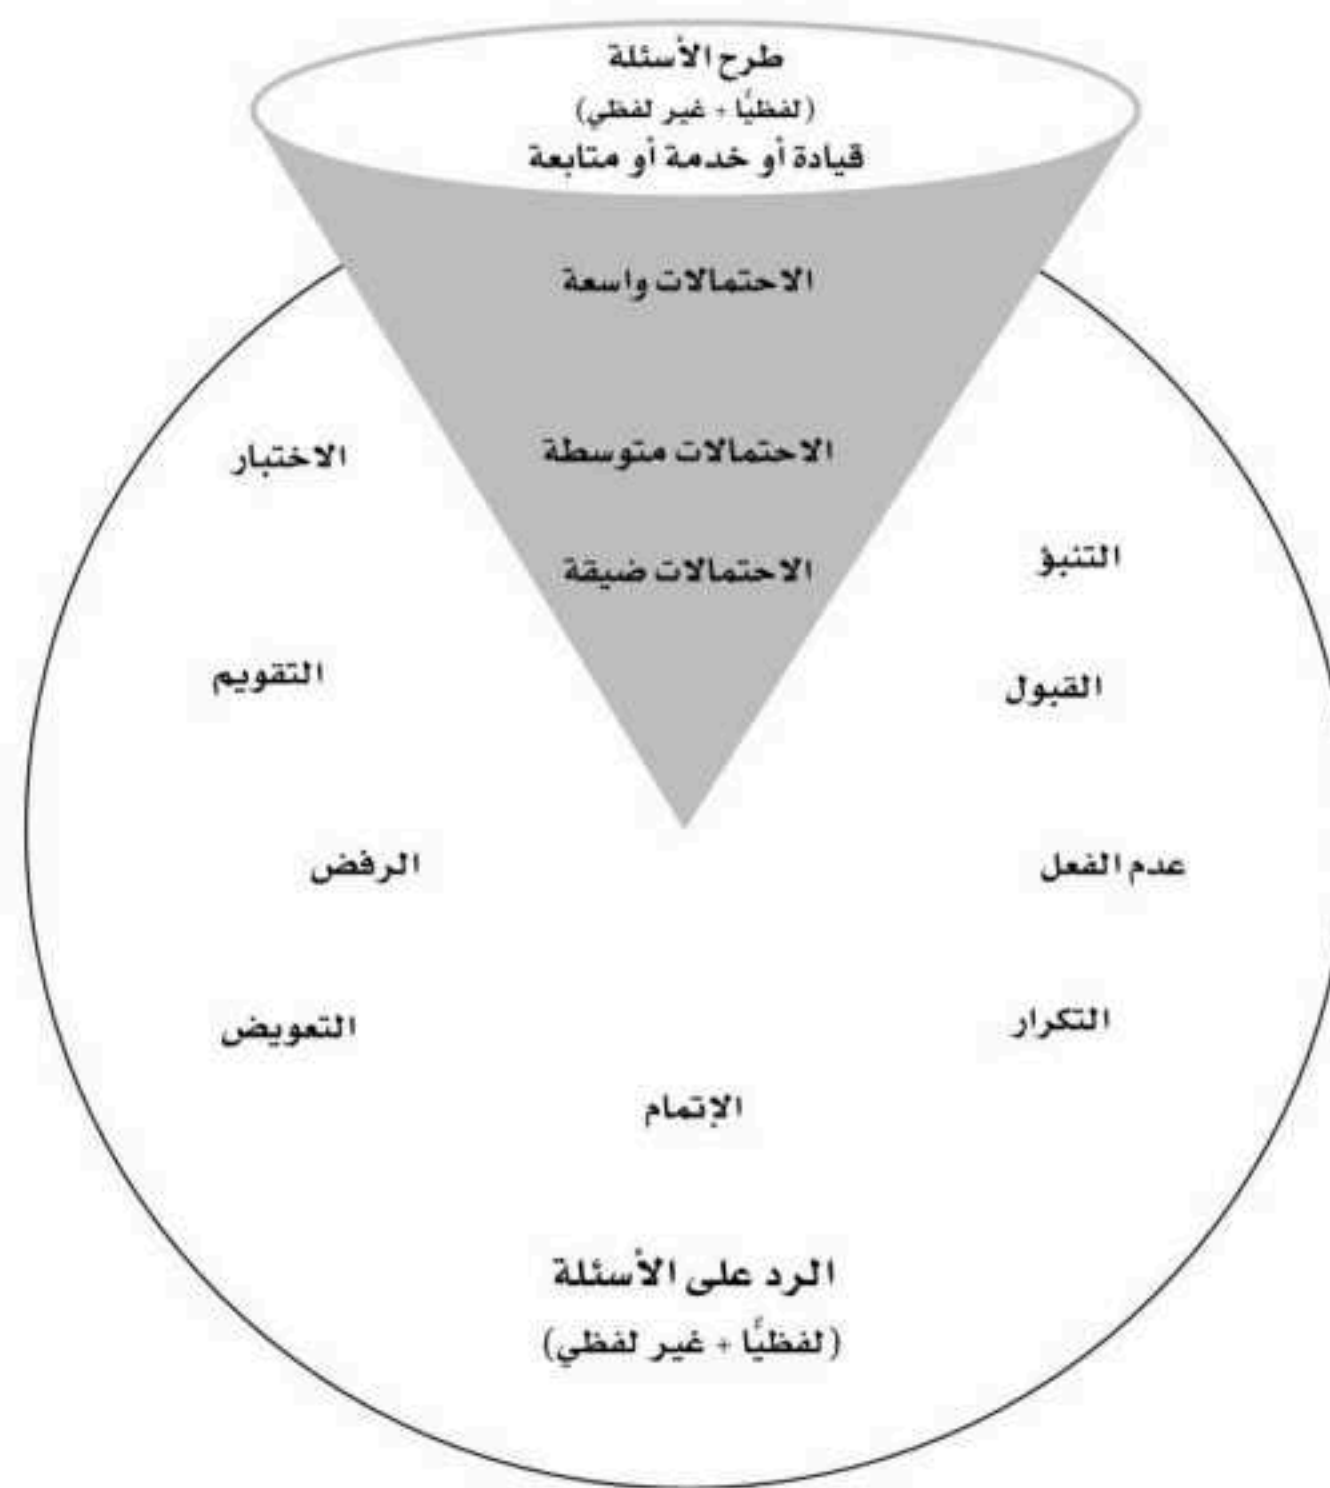 طرح الأسئلة
(لفظيًّا + غير لفظي)
قيادة أو خدمة أو متابعة
الاحتمالات واسعة
الاحتمالات متوسطة
الاختبار
الاحتمالات ضيقة
التنبؤ
التقويم
القبول
عدم الفعل
الرفض
التكرار
التعويض
الإتمام
الرد على الأسئلة
(لفظيًّا + غير لفظي)